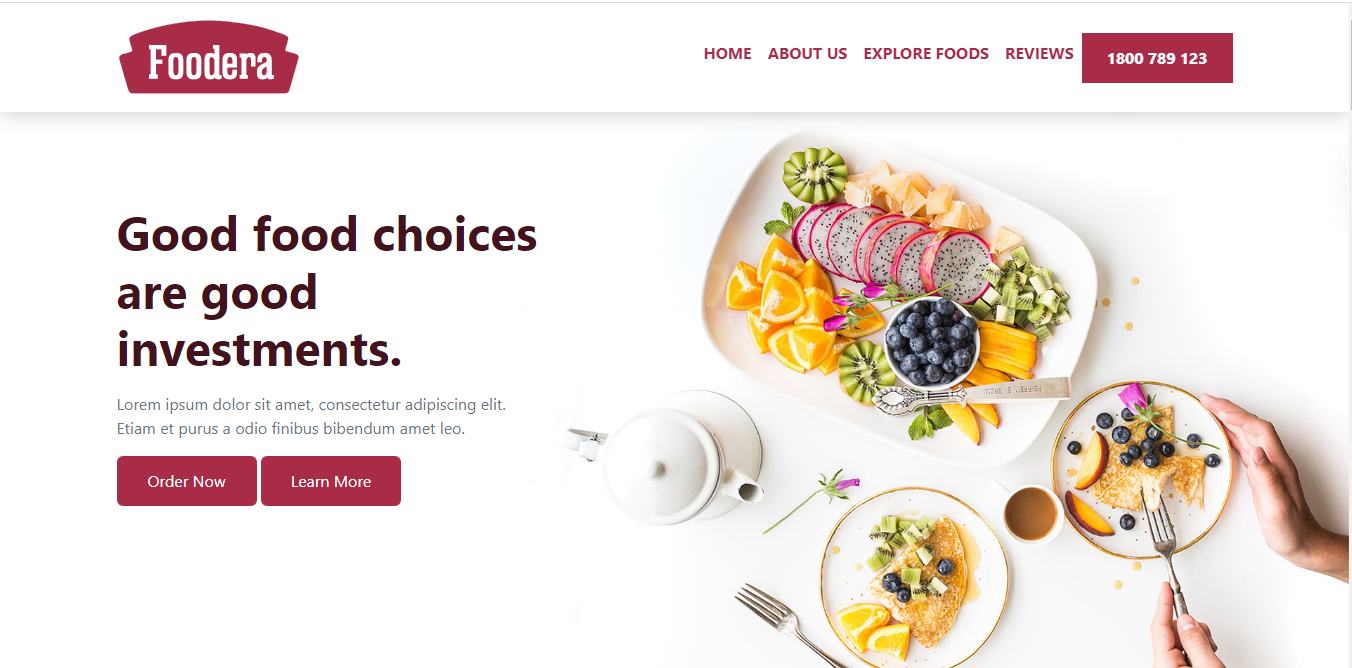 Foodera
HOME ABOUT US EXPLORE FOODS REVIEWS 1800 789 123
Good food choices
are good
investments.
Lorem ipsum dolor sit amet, consectetur adipiscing elit.
Etiam et purus a odio finibus bibendum amet leo.
Order Now Learn More